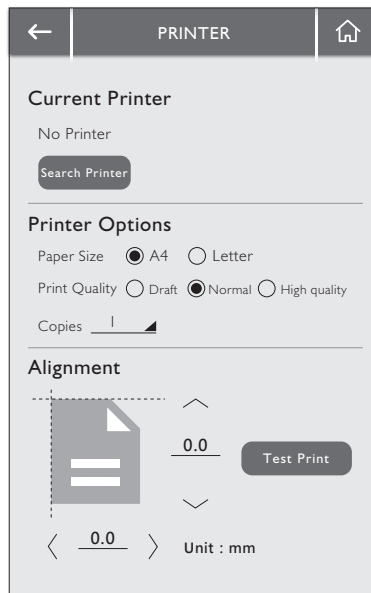 PRINTER
Current Printer
No Printer
Search Printer
Printer Options
Paper Size A4 Letter
Print Quality Draft Normal High quality
Copies 1
Alignment
0.0
Test Print
0.0 Unit : mm